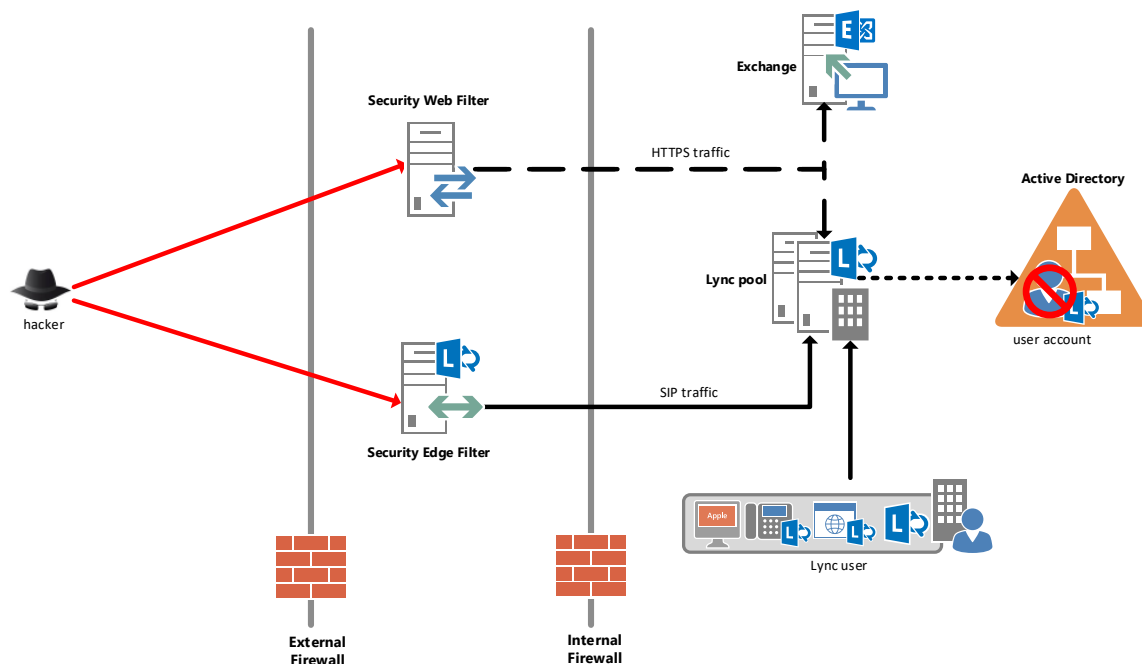 Exchange
E
Security Web Filter
HTTPS traffic
Active Directory
Lync pool
L
L
hacker
user account
L
SIP traffic
Security Edge Filter
Apple
L
L
L
Lync user
External
Firewall
Internal
Firewall